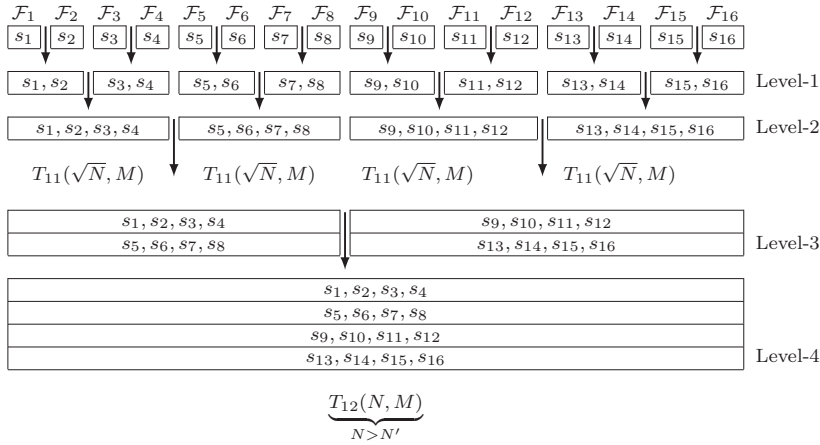 F₁ F₂ F₃ F₄ F₅ F₆ F₇ F₈ F₉ F₁₀ F₁₁ F₁₂ F₁₃ F₁₄ F₁₅ F₁₆
s₁ s₂ s₃ s₄ s₅ s₆ s₇ s₈ s₉ s₁₀ s₁₁ s₁₂ s₁₃ s₁₄ s₁₅ s₁₆
s₁, s₂ s₃, s₄ s₅, s₆ s₇, s₈ s₉, s₁₀ s₁₁, s₁₂ s₁₃, s₁₄ s₁₅, s₁₆ Level-1
s₁, s₂, s₃, s₄ s₅, s₆, s₇, s₈ s₉, s₁₀, s₁₁, s₁₂ s₁₃, s₁₄, s₁₅, s₁₆ Level-2
T₁₁(√N, M) T₁₁(√N, M) T₁₁(√N, M) T₁₁(√N, M)
s₁, s₂, s₃, s₄ s₉, s₁₀, s₁₁, s₁₂
s₅, s₆, s₇, s₈ s₁₃, s₁₄, s₁₅, s₁₆ Level-3
s₁, s₂, s₃, s₄
s₅, s₆, s₇, s₈
s₉, s₁₀, s₁₁, s₁₂
s₁₃, s₁₄, s₁₅, s₁₆ Level-4
T₁₂(N, M)
N>N′